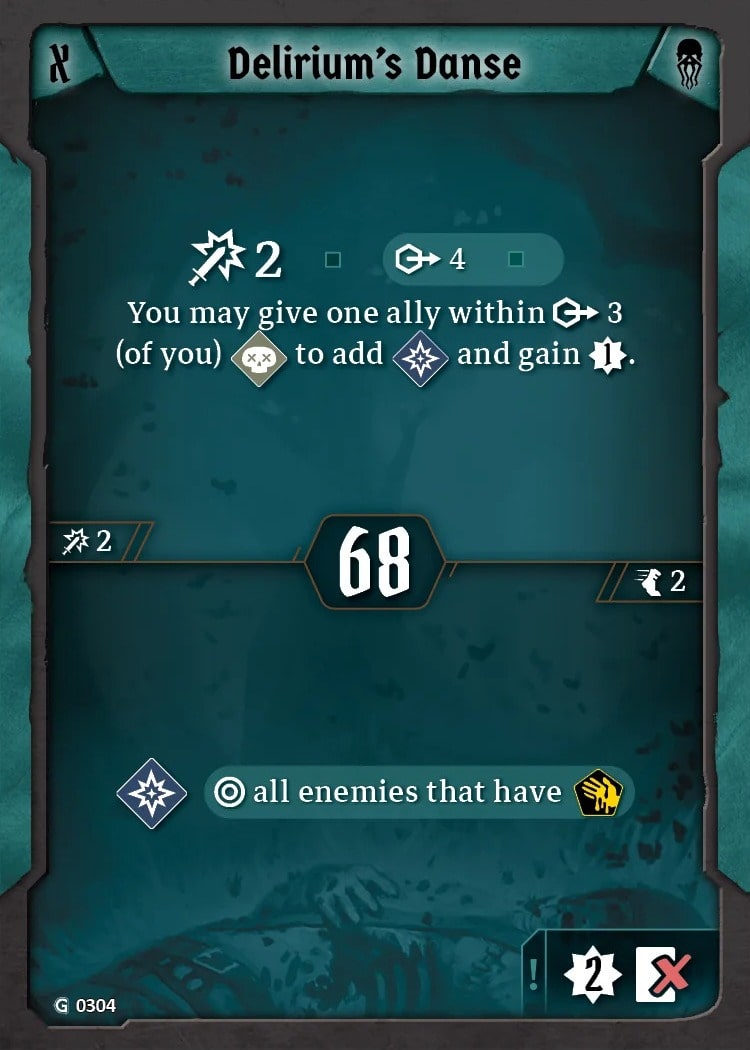 X
Delirium's Danse
2
4
You may give one ally within 3
(of you) to add and gain 1.
2
68
2
all enemies that have
! 2
G 0304